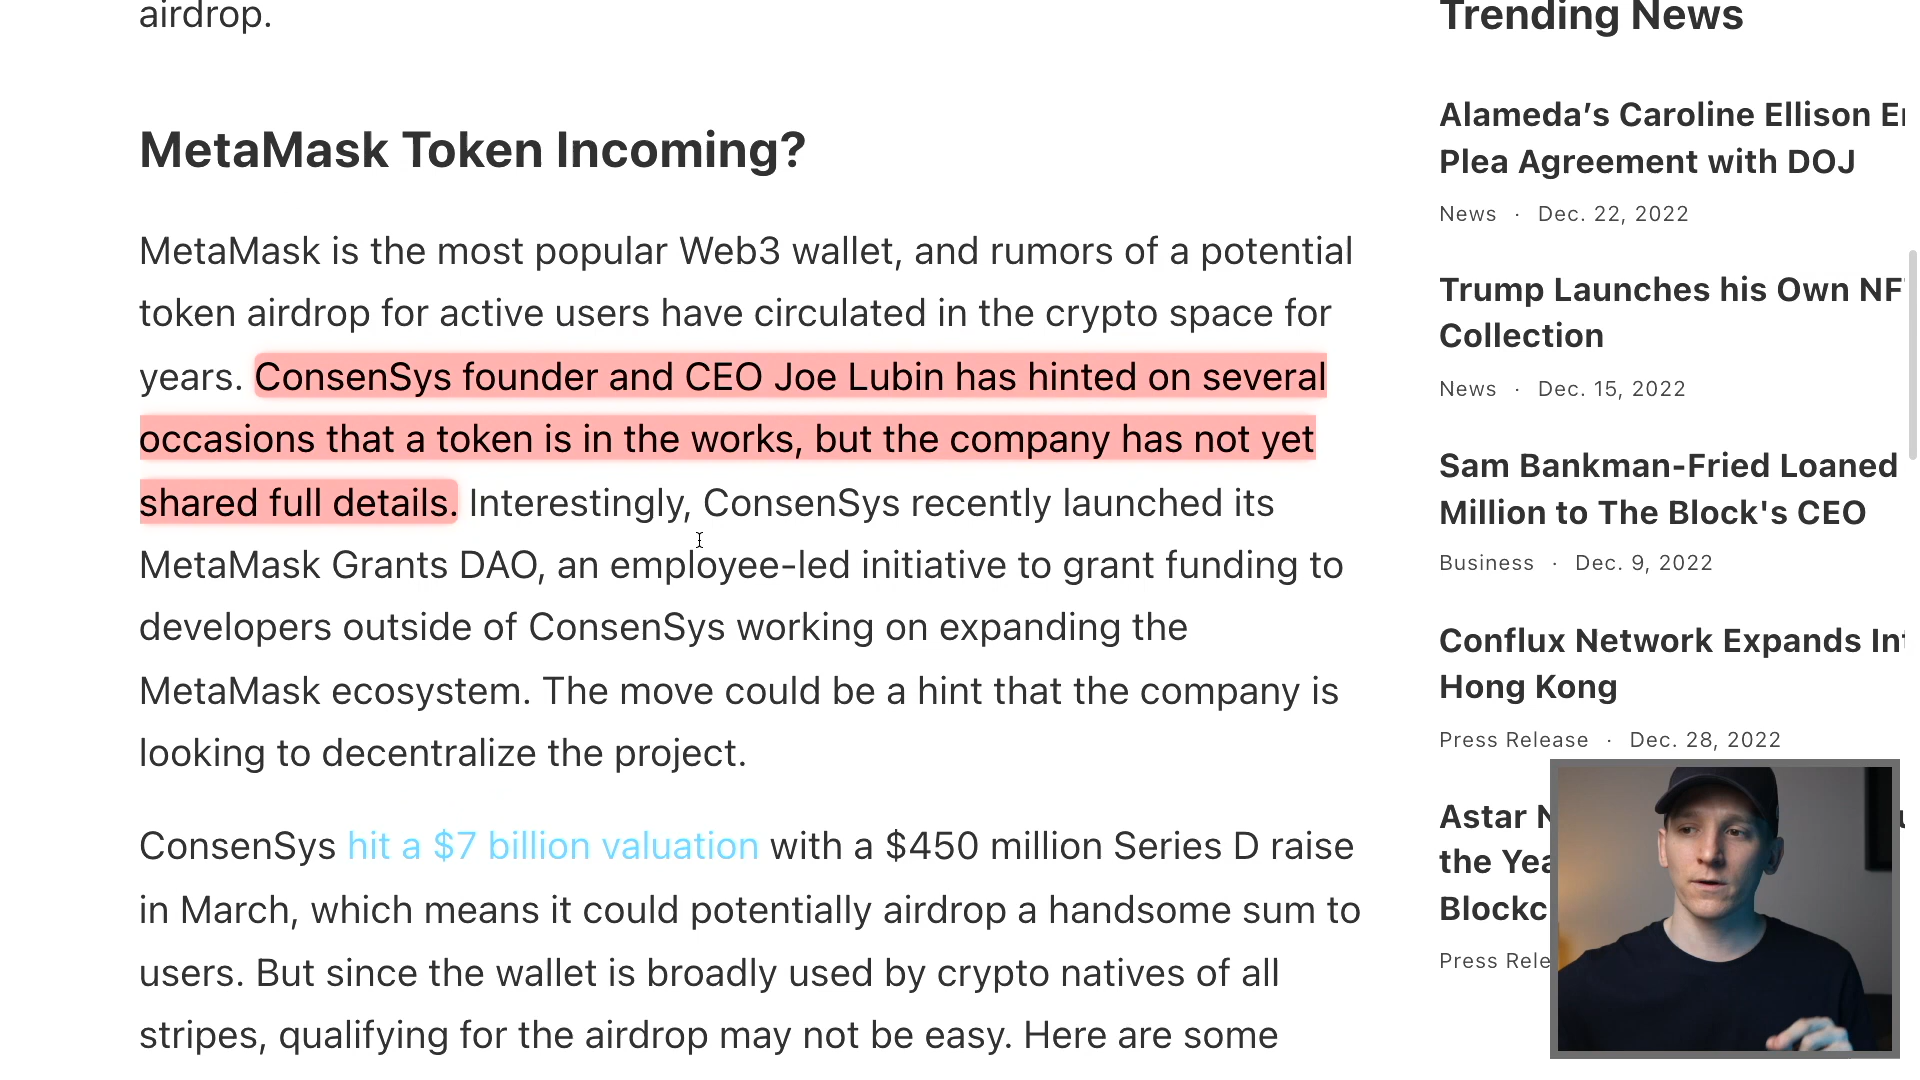 airdrop.
MetaMask Token Incoming?
MetaMask is the most popular Web3 wallet, and rumors of a potential
token airdrop for active users have circulated in the crypto space for
years. ConsenSys founder and CEO Joe Lubin has hinted on several
occasions that a token is in the works, but the company has not yet
shared full details. Interestingly, ConsenSys recently launched its
MetaMask Grants DAO, an employee-led initiative to grant funding to
developers outside of ConsenSys working on expanding the
MetaMask ecosystem. The move could be a hint that the company is
looking to decentralize the project.
ConsenSys hit a $7 billion valuation with a $450 million Series D raise
in March, which means it could potentially airdrop a handsome sum to
users. But since the wallet is broadly used by crypto natives of all
stripes, qualifying for the airdrop may not be easy. Here are some
Trending News
Alameda’s Caroline Ellison
Plea Agreement with DOJ
News · Dec. 22, 2022
Trump Launches his Own
Collection
News · Dec. 15, 2022
Sam Bankman-Fried Loaned
Million to The Block's CEO
Business · Dec. 9, 2022
Conflux Network Expands
Hong Kong
Press Release · Dec. 28, 2022
Astar
the
Press